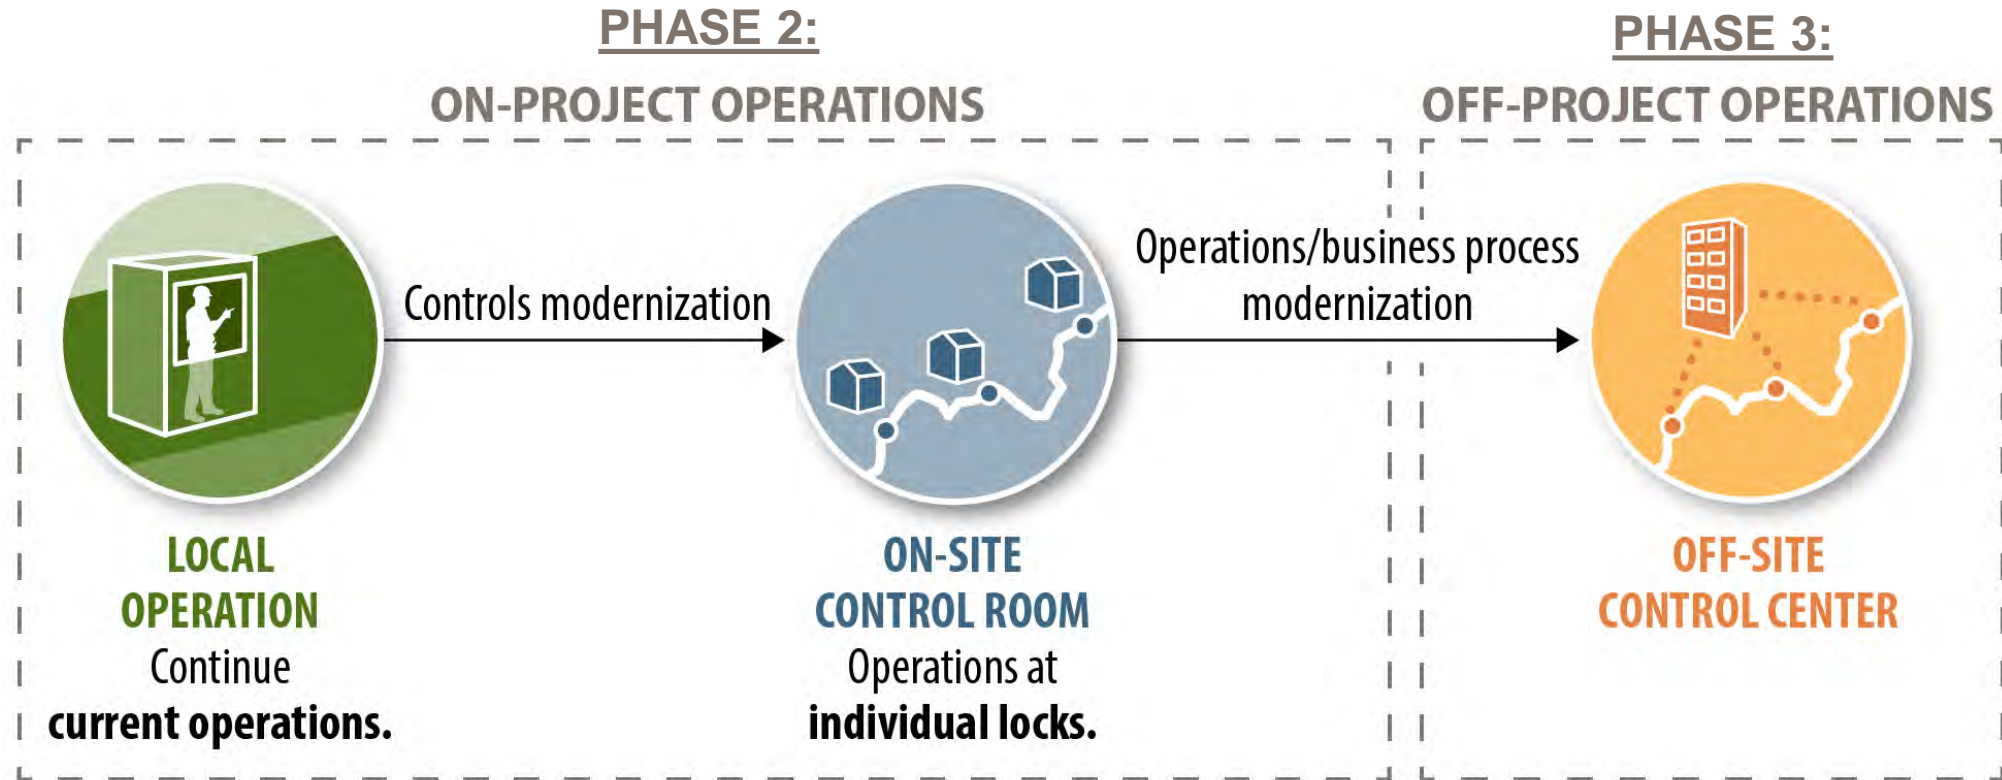 PHASE 2:
ON-PROJECT OPERATIONS
PHASE 3:
OFF-PROJECT OPERATIONS
Controls modernization
Operations/business process
modernization
LOCAL
OPERATION
Continue
current operations.
ON-SITE
CONTROL ROOM
Operations at
individual locks.
OFF-SITE
CONTROL CENTER